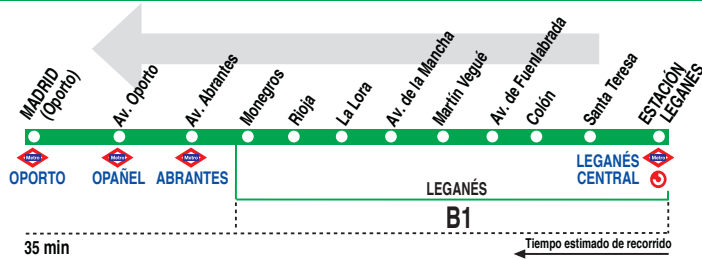 MADRID
(Oporto)
Av. Oporto
Av. Abrantes
Monegros
Rioja
La Lora
Av. de la Mancha
Martín Vegué
Av. de Fuenlabrada
Colón
Santa Teresa
ESTACIÓN
LEGANÉS
Metro
OPORTO
Metro
OPAÑEL
Metro
ABRANTES
LEGANÉS
CENTRAL
Metro
LEGANÉS
B1
35 min
Tiempo estimado de recorrido